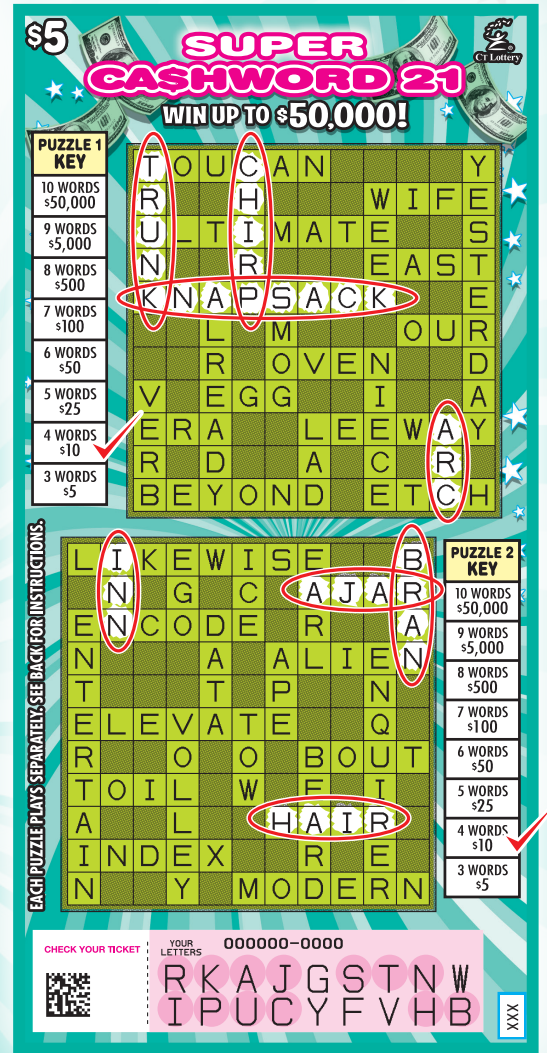 $5
CT Lottery
SUPER
CA$HWORD 21
WIN UP TO $50,000!
PUZZLE 1
KEY
10 WORDS
$50,000
9 WORDS
$5,000
8 WORDS
$500
7 WORDS
$100
6 WORDS
$50
5 WORDS
$25
4 WORDS
$10
3 WORDS
$5
T O U C A N Y
R H W I F E
U L T I M A T E S
N R E A S T
K N A P S A C K E
L M O U R
R O V E N D
V E G G I A
E R A L E E W A Y
R D A C R
B E Y O N D E T C H
EACH PUZZLE PLAYS SEPARATELY. SEE BACK FOR INSTRUCTIONS.
L I K E W I S E B
N G C A J A R
E N C O D E R A
N A A L I E N
T T P N
E L E V A T E Q
R O O B O U T
T O I L W E I
A L H A I R
I N D E X R E
N Y M O D E R N
PUZZLE 2
KEY
10 WORDS
$50,000
9 WORDS
$5,000
8 WORDS
$500
7 WORDS
$100
6 WORDS
$50
5 WORDS
$25
4 WORDS
$10
3 WORDS
$5
CHECK YOUR TICKET
YOUR
LETTERS
000000-0000
R K A J G S T N W
I P U C Y F V H B
XXX